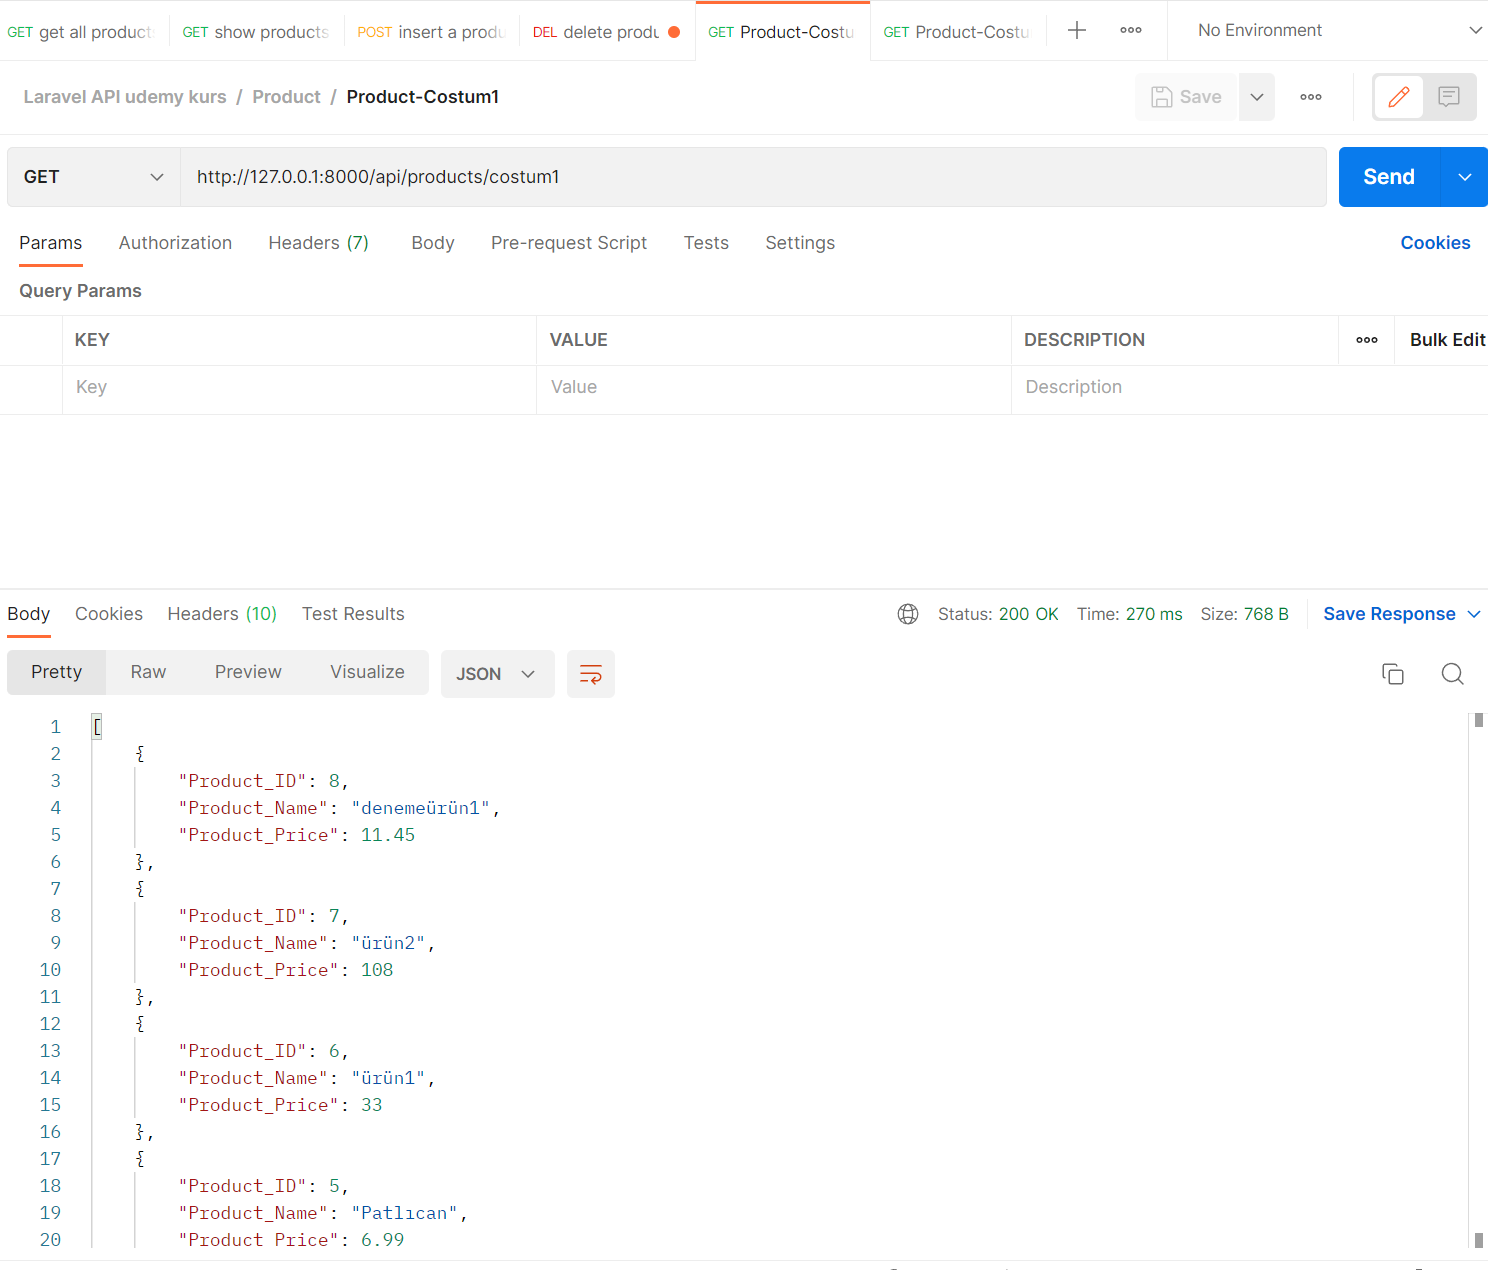 GET get all product
GET show products
POST insert a produ
DEL delete produ
GET Product-Costu
GET Product-Costu
No Environment
Laravel API udemy kurs / Product / Product-Costum1
Save
GET
http://127.0.0.1:8000/api/products/costum1
Send
Params Authorization Headers (7) Body Pre-request Script Tests Settings Cookies
Query Params
KEY VALUE DESCRIPTION Bulk Edit
Key Value Description
Body Cookies Headers (10) Test Results Status: 200 OK Time: 270 ms Size: 768 B Save Response
Pretty Raw Preview Visualize JSON
1 [
2 {
3 "Product_ID": 8,
4 "Product_Name": "denemeürün1",
5 "Product_Price": 11.45
6 },
7 {
8 "Product_ID": 7,
9 "Product_Name": "ürün2",
10 "Product_Price": 108
11 },
12 {
13 "Product_ID": 6,
14 "Product_Name": "ürün1",
15 "Product_Price": 33
16 },
17 {
18 "Product_ID": 5,
19 "Product_Name": "Patlıcan",
20 "Product_Price": 6.99